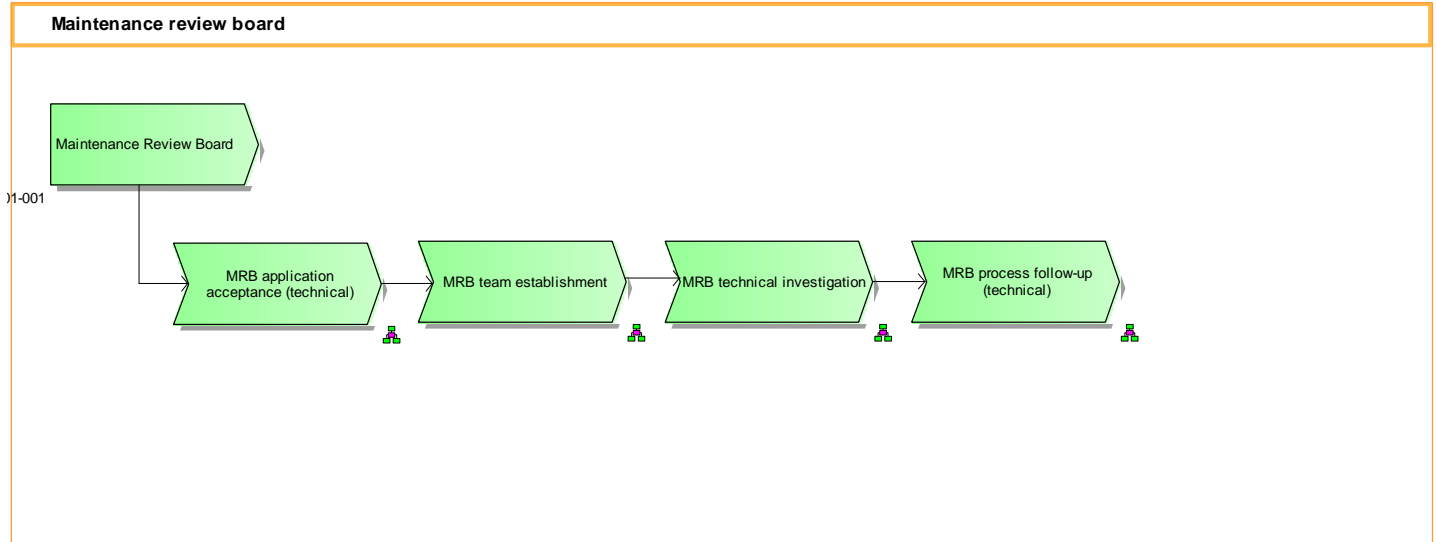 Maintenance review board
Maintenance Review Board
01-001
MRB application
acceptance (technical)
MRB team establishment
MRB technical investigation
MRB process follow-up
(technical)